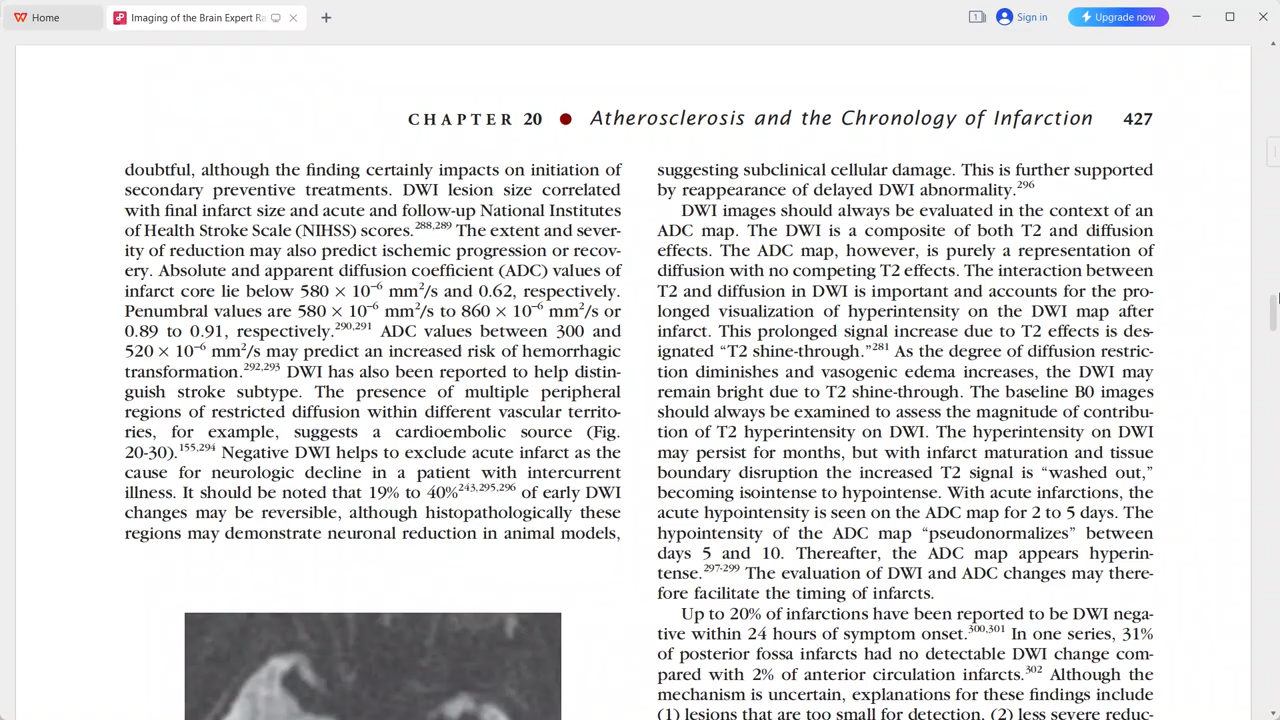 Home
Imaging of the Brain Expert Ra
1
Sign in
Upgrade now
CHAPTER 20 ● Atherosclerosis and the Chronology of Infarction 427
doubtful, although the finding certainly impacts on initiation of
secondary preventive treatments. DWI lesion size correlated
with final infarct size and acute and follow-up National Institutes
of Health Stroke Scale (NIHSS) scores.288,289 The extent and sever-
ity of reduction may also predict ischemic progression or recov-
ery. Absolute and apparent diffusion coefficient (ADC) values of
infarct core lie below 580 × 10⁻⁶ mm²/s and 0.62, respectively.
Penumbral values are 580 × 10⁻⁶ mm²/s to 860 × 10⁻⁶ mm²/s or
0.89 to 0.91, respectively.290,291 ADC values between 300 and
520 × 10⁻⁶ mm²/s may predict an increased risk of hemorrhagic
transformation.292,293 DWI has also been reported to help distin-
guish stroke subtype. The presence of multiple peripheral
regions of restricted diffusion within different vascular territo-
ries, for example, suggests a cardioembolic source (Fig.
20-30).155,294 Negative DWI helps to exclude acute infarct as the
cause for neurologic decline in a patient with intercurrent
illness. It should be noted that 19% to 40%243,295,296 of early DWI
changes may be reversible, although histopathologically these
regions may demonstrate neuronal reduction in animal models,
suggesting subclinical cellular damage. This is further supported
by reappearance of delayed DWI abnormality.296
DWI images should always be evaluated in the context of an
ADC map. The DWI is a composite of both T2 and diffusion
effects. The ADC map, however, is purely a representation of
diffusion with no competing T2 effects. The interaction between
T2 and diffusion in DWI is important and accounts for the pro-
longed visualization of hyperintensity on the DWI map after
infarct. This prolonged signal increase due to T2 effects is des-
ignated “T2 shine-through.”281 As the degree of diffusion restric-
tion diminishes and vasogenic edema increases, the DWI may
remain bright due to T2 shine-through. The baseline B0 images
should always be examined to assess the magnitude of contribu-
tion of T2 hyperintensity on DWI. The hyperintensity on DWI
may persist for months, but with infarct maturation and tissue
boundary disruption the increased T2 signal is “washed out,”
becoming isointense to hypointense. With acute infarctions, the
acute hypointensity is seen on the ADC map for 2 to 5 days. The
hypointensity of the ADC map “pseudonormalizes” between
days 5 and 10. Thereafter, the ADC map appears hyperin-
tense.297-299 The evaluation of DWI and ADC changes may there-
fore facilitate the timing of infarcts.
Up to 20% of infarctions have been reported to be DWI nega-
tive within 24 hours of symptom onset.300,301 In one series, 31%
of posterior fossa infarcts had no detectable DWI change com-
pared with 2% of anterior circulation infarcts.302 Although the
mechanism is uncertain, explanations for these findings include
(1) lesions that are too small for detection, (2) less severe reduc-